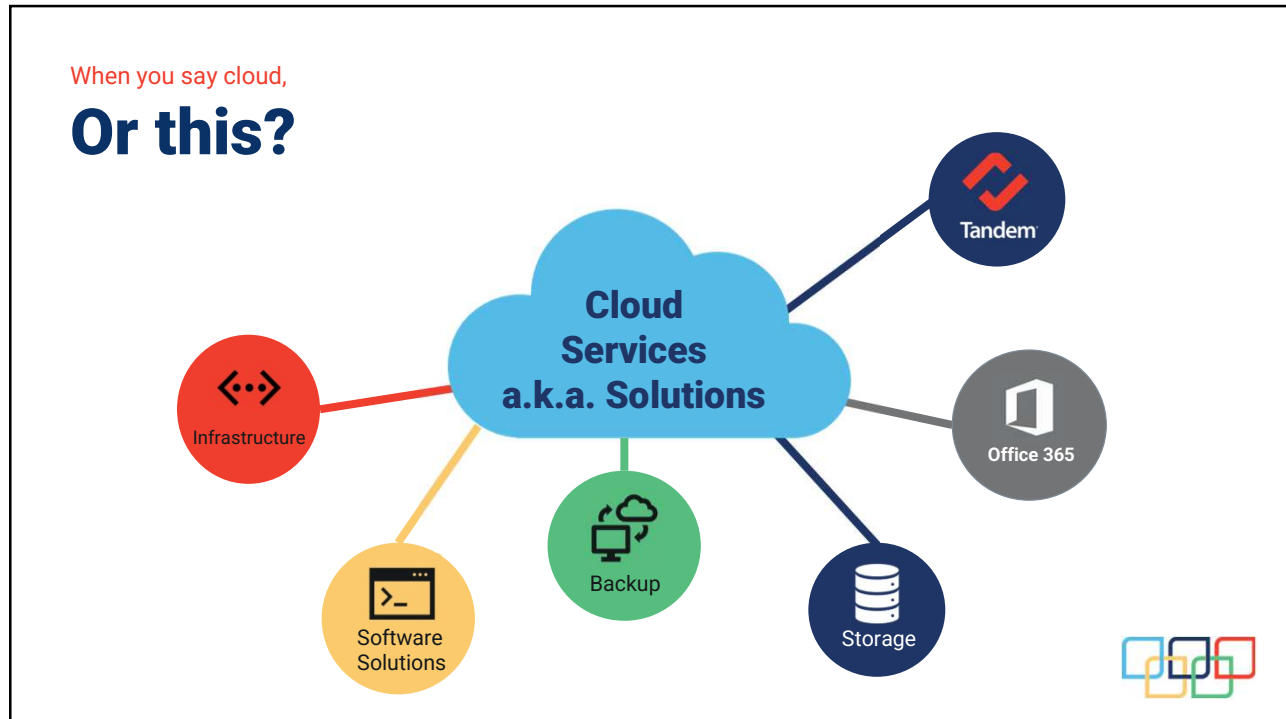 When you say cloud,
Or this?
Tandem
Cloud
Services
a.k.a. Solutions
Infrastructure
Office 365
Backup
Software
Solutions
Storage